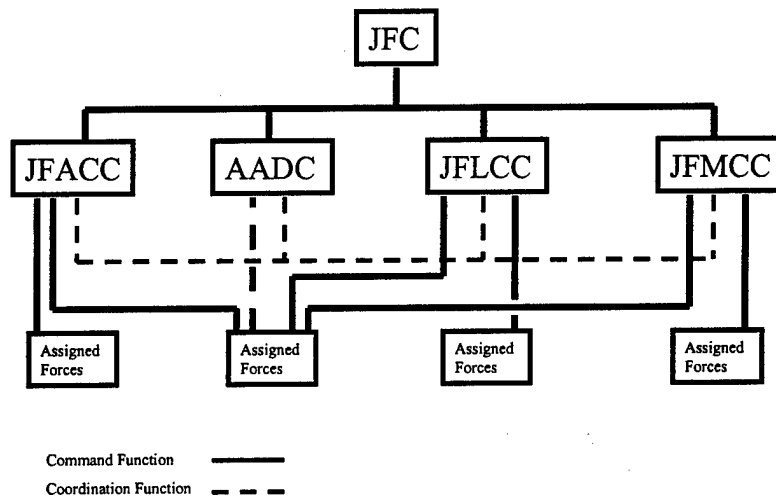 JFC
JFACC
AADC
JFLCC
JFMCC
Assigned
Forces
Assigned
Forces
Assigned
Forces
Assigned
Forces
Command Function
Coordination Function